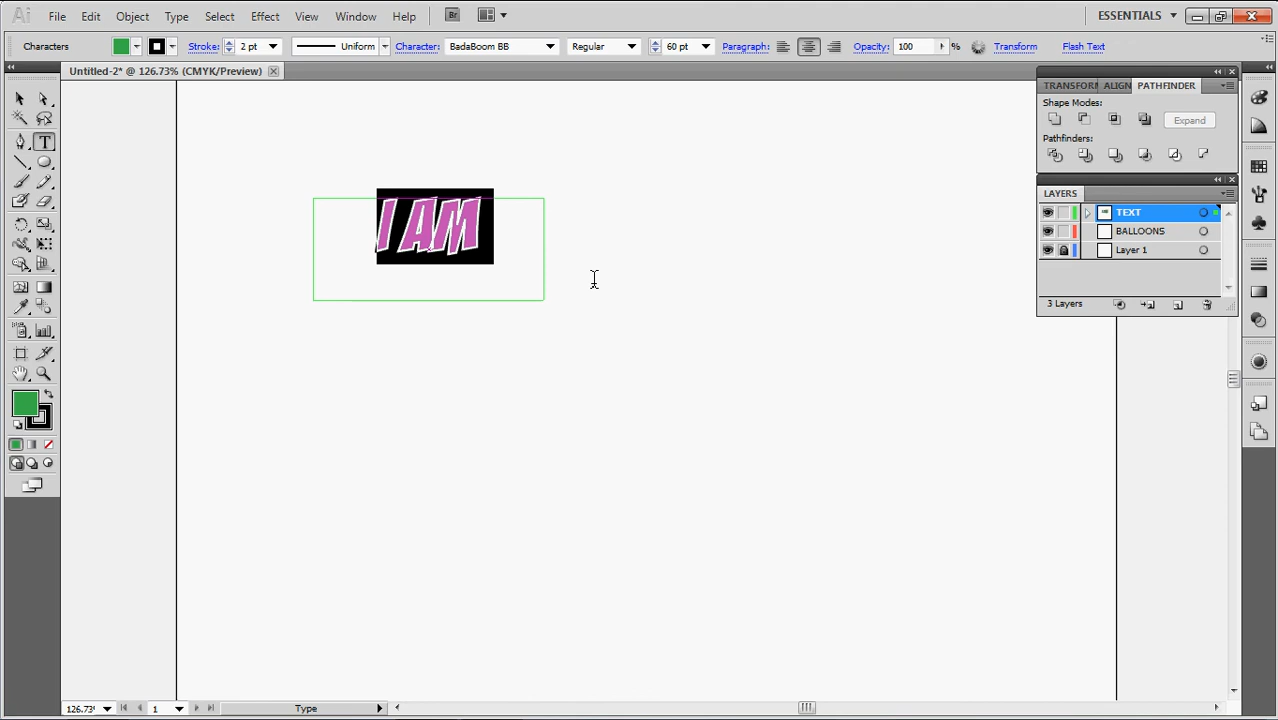 Ai File Edit Object Type Select Effect View Window Help Br ESSENTIALS
Characters Stroke: 2 pt Uniform Character: BadaBoom BB Regular 60 pt Paragraph: Opacity: 100 % Transform Flash Text
Untitled-2* @ 126.73% (CMYK/Preview)
TRANSFORM ALIGN PATHFINDER
Shape Modes:
Expand
Pathfinders:
LAYERS
TEXT
BALLOONS
Layer 1
3 Layers
I AM
T
126.73% 1 Type